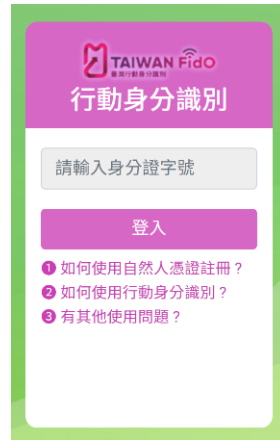 TAIWAN FidO
臺灣行動身分識別
行動身分識別
請輸入身分證字號
登入
❶ 如何使用自然人憑證註冊？
❷ 如何使用行動身分識別？
❸ 有其他使用問題？